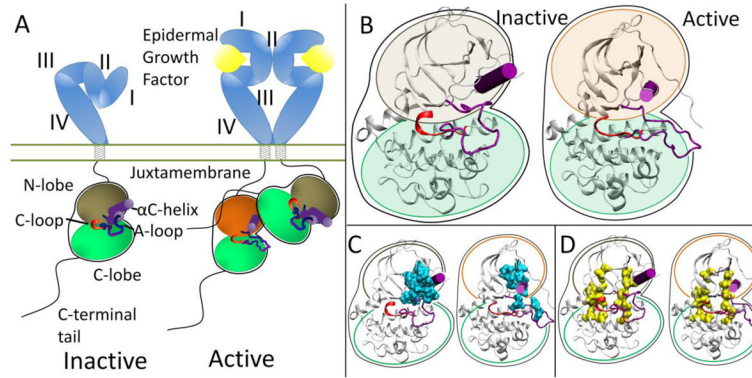 A
I
Epidermal
Growth
Factor
II
III
II
I
III
IV
IV
N-lobe
Juxtamembrane
C-loop
αC-helix
A-loop
C-lobe
C-terminal
tail
Inactive
Active
B
Inactive
Active
C
D